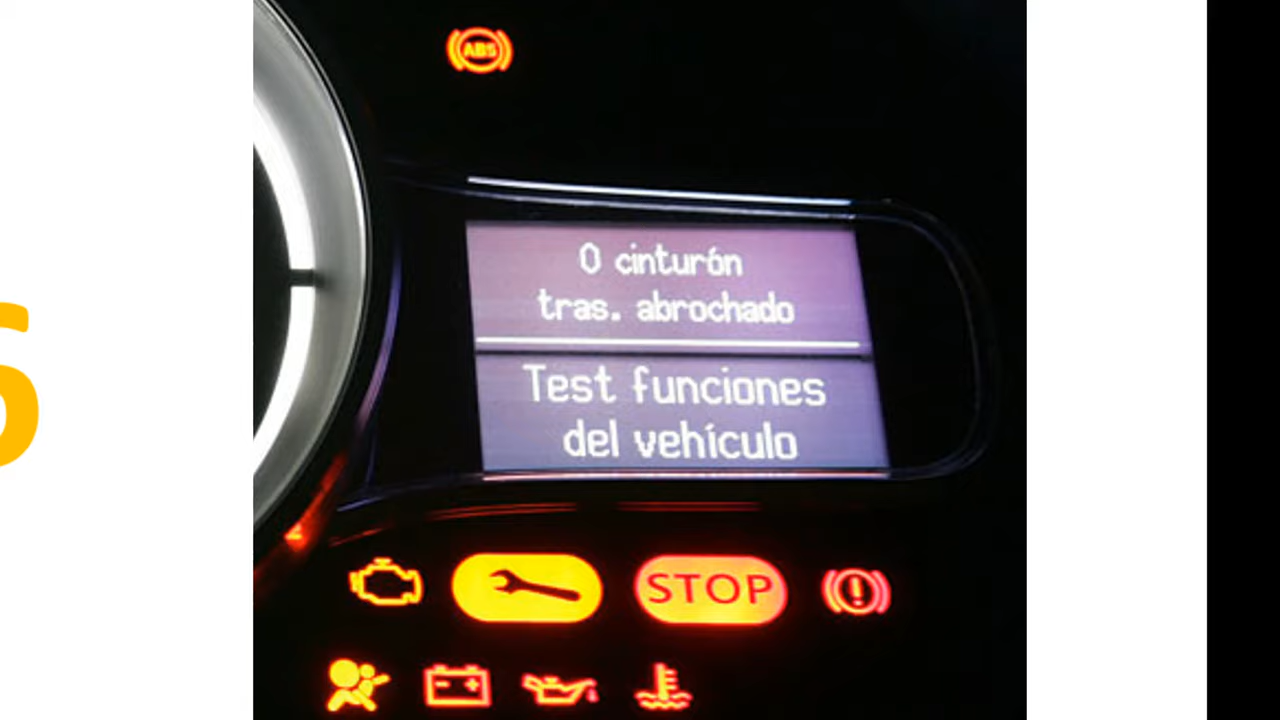 ABS
0 cinturón
tras. abrochado
Test funciones
del vehículo
STOP